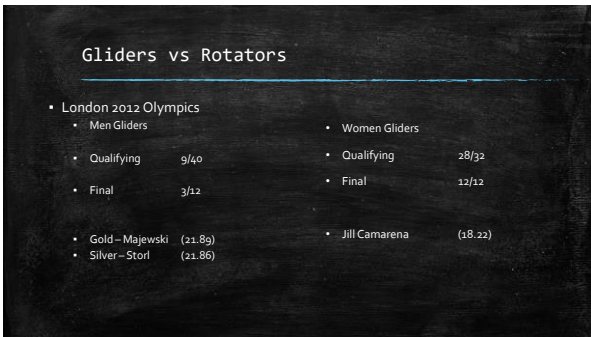 Gliders vs Rotators
▪ London 2012 Olympics
▪ Men Gliders
▪ Qualifying 9/40
▪ Final 3/12
▪ Gold – Majewski (21.89)
▪ Silver – Storl (21.86)
▪ Women Gliders
▪ Qualifying 28/32
▪ Final 12/12
▪ Jill Camarena (18.22)